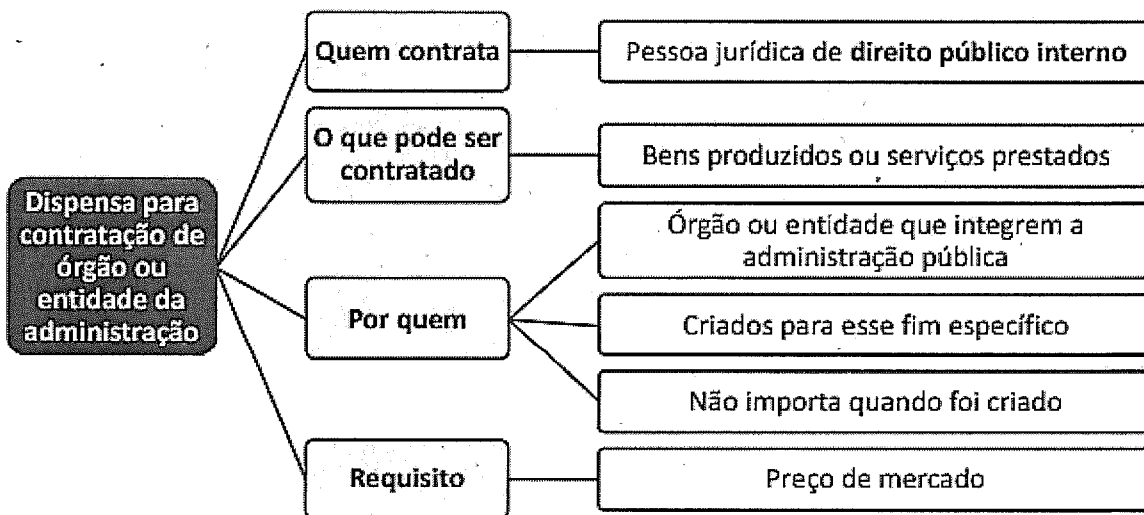 Dispensa para
contratação de
órgão ou
entidade da
administração
Quem contrata
Pessoa jurídica de direito público interno
O que pode ser
contratado
Bens produzidos ou serviços prestados
Por quem
Órgão ou entidade que integrem a
administração pública
Criados para esse fim específico
Não importa quando foi criado
Requisito
Preço de mercado